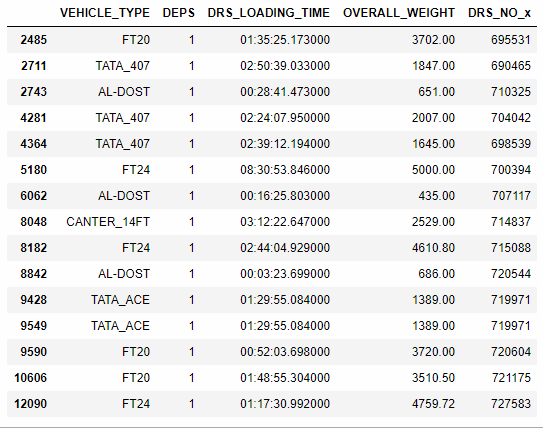 VEHICLE_TYPE DEPS DRS_LOADING_TIME OVERALL_WEIGHT DRS_NO_x
2485 FT20 1 01:35:25.173000 3702.00 695531
2711 TATA_407 1 02:50:39.033000 1847.00 690465
2743 AL-DOST 1 00:28:41.473000 651.00 710325
4281 TATA_407 1 02:24:07.950000 2007.00 704042
4364 TATA_407 1 02:39:12.194000 1645.00 698539
5180 FT24 1 08:30:53.846000 5000.00 700394
6062 AL-DOST 1 00:16:25.803000 435.00 707117
8048 CANTER_14FT 1 03:12:22.647000 2529.00 714837
8182 FT24 1 02:44:04.929000 4610.80 715088
8842 AL-DOST 1 00:03:23.699000 686.00 720544
9428 TATA_ACE 1 01:29:55.084000 1389.00 719971
9549 TATA_ACE 1 01:29:55.084000 1389.00 719971
9590 FT20 1 00:52:03.698000 3720.00 720604
10606 FT20 1 01:48:55.304000 3510.50 721175
12090 FT24 1 01:17:30.992000 4759.72 727583